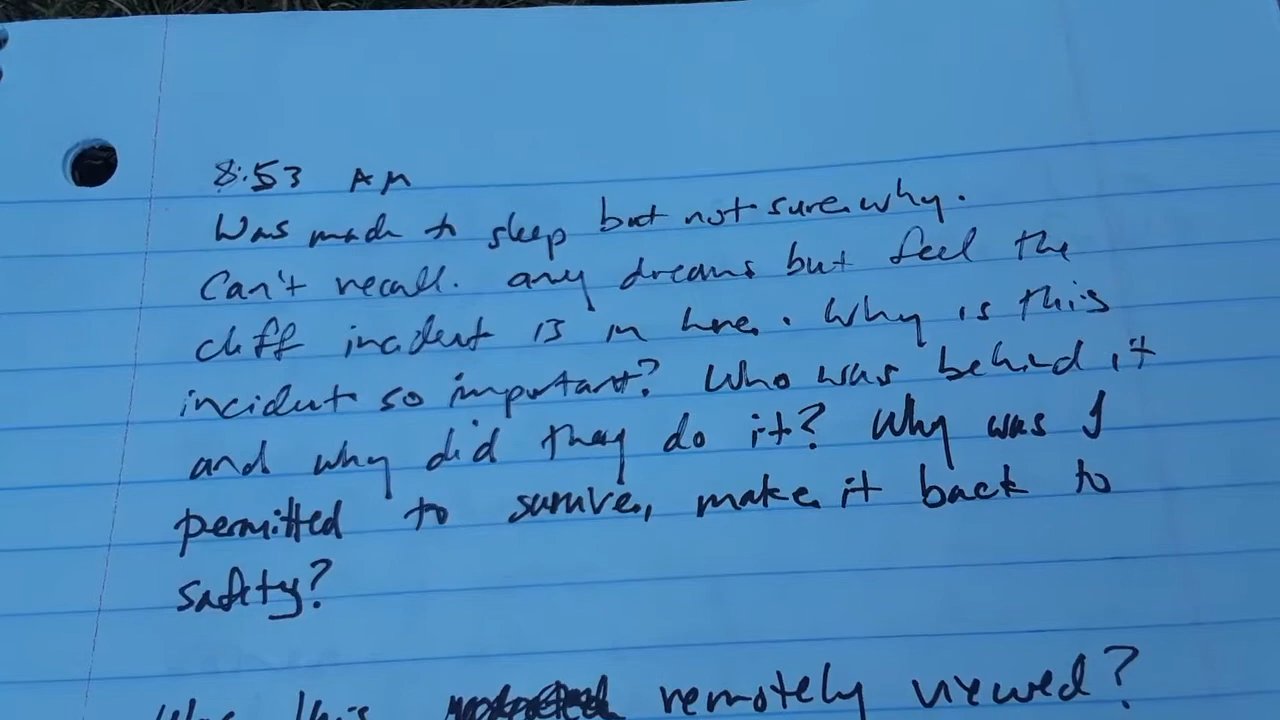 8:53 AM
Was made to sleep but not sure why.
Can't recall any dreams but feel the
cliff incident is in here. Why is this
incident so important? Who was behind it
and why did they do it? Why was I
permitted to survive, make it back to
safety?
Was this remotely viewed?